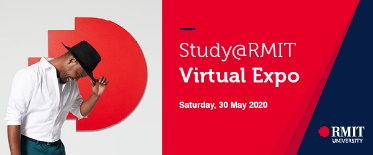 Study@RMIT
Virtual Expo
Saturday, 30 May 2020
RMIT
UNIVERSITY